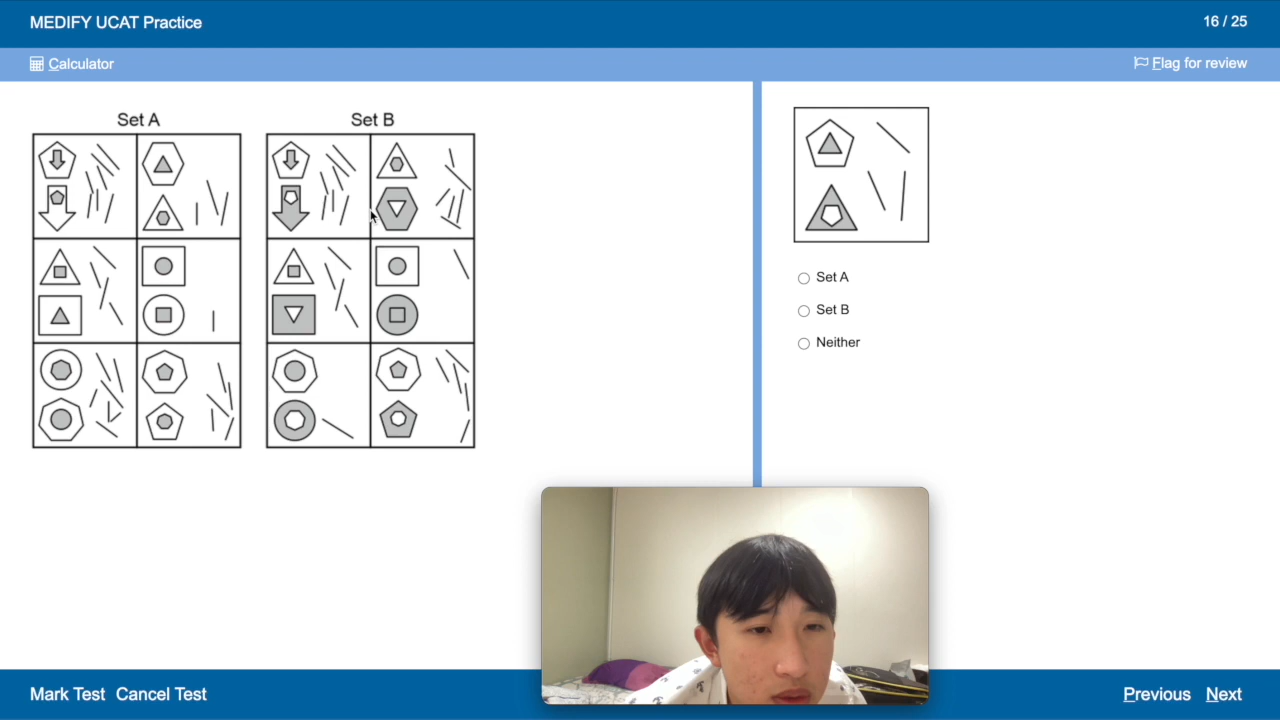 MEDIFY UCAT Practice
16 / 25
Calculator
Flag for review
Set A
Set B
Set A
Set B
Neither
Mark Test
Cancel Test
Previous
Next